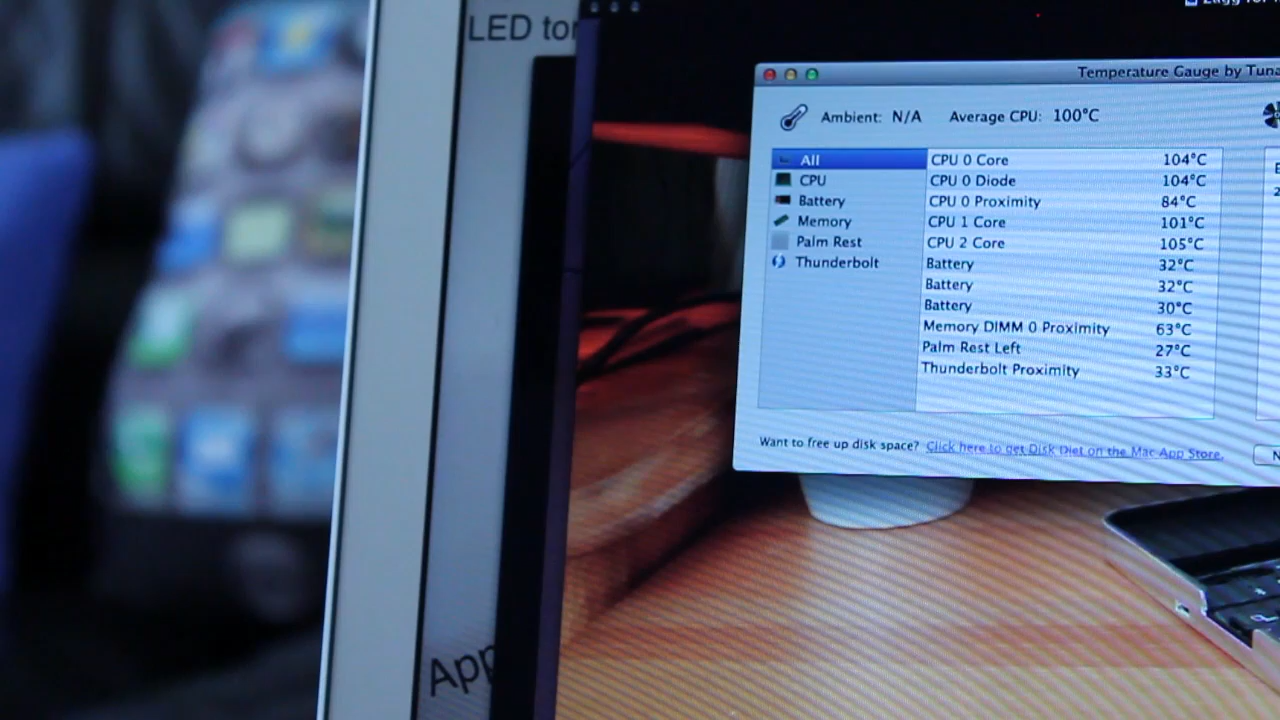 LED
Temperature Gauge by
Ambient: N/A Average CPU: 100°C
All
CPU
Battery
Memory
Palm Rest
Thunderbolt
CPU 0 Core 104°C
CPU 0 Diode 104°C
CPU 0 Proximity 84°C
CPU 1 Core 101°C
CPU 2 Core 105°C
Battery 32°C
Battery 32°C
Battery 30°C
Memory DIMM 0 Proximity 63°C
Palm Rest Left 27°C
Thunderbolt Proximity 33°C
Want to free up disk space? Click here to get Disk Diet on the Mac App Store.